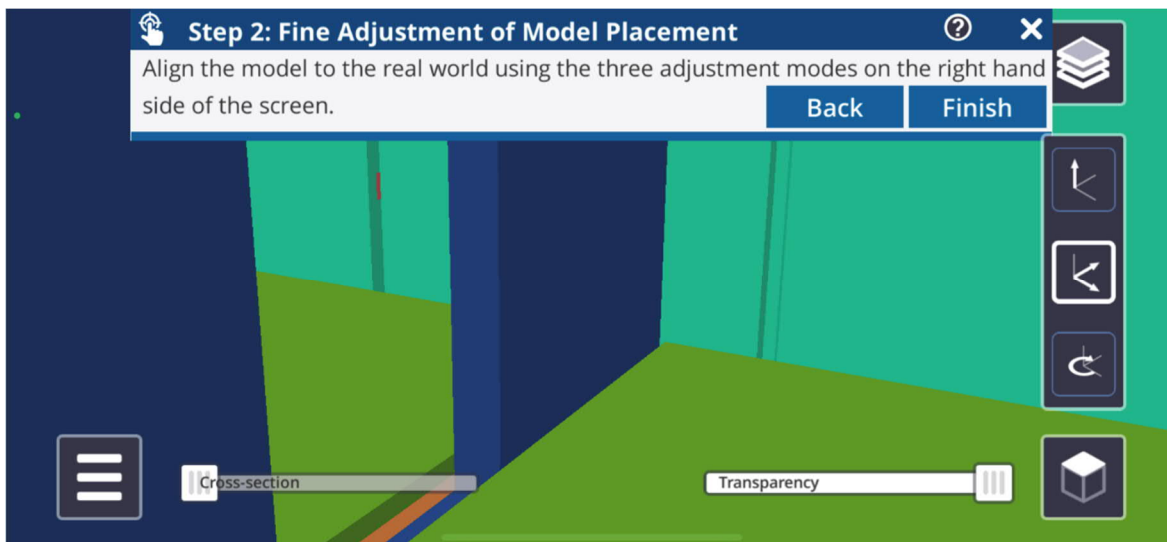 Step 2: Fine Adjustment of Model Placement
Align the model to the real world using the three adjustment modes on the right hand
side of the screen.
Back
Finish
Cross-section
Transparency